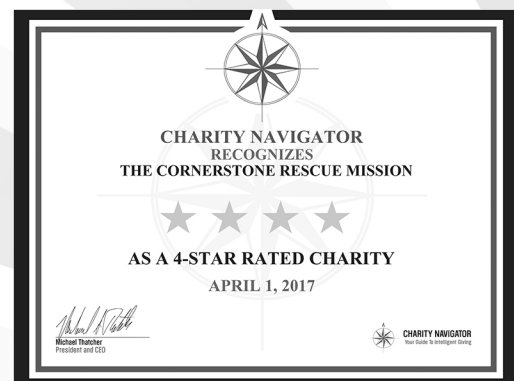 CHARITY NAVIGATOR
RECOGNIZES
THE CORNERSTONE RESCUE MISSION
AS A 4-STAR RATED CHARITY
APRIL 1, 2017
Michael Thatcher
President and CEO
CHARITY NAVIGATOR
Your Guide To Intelligent Giving